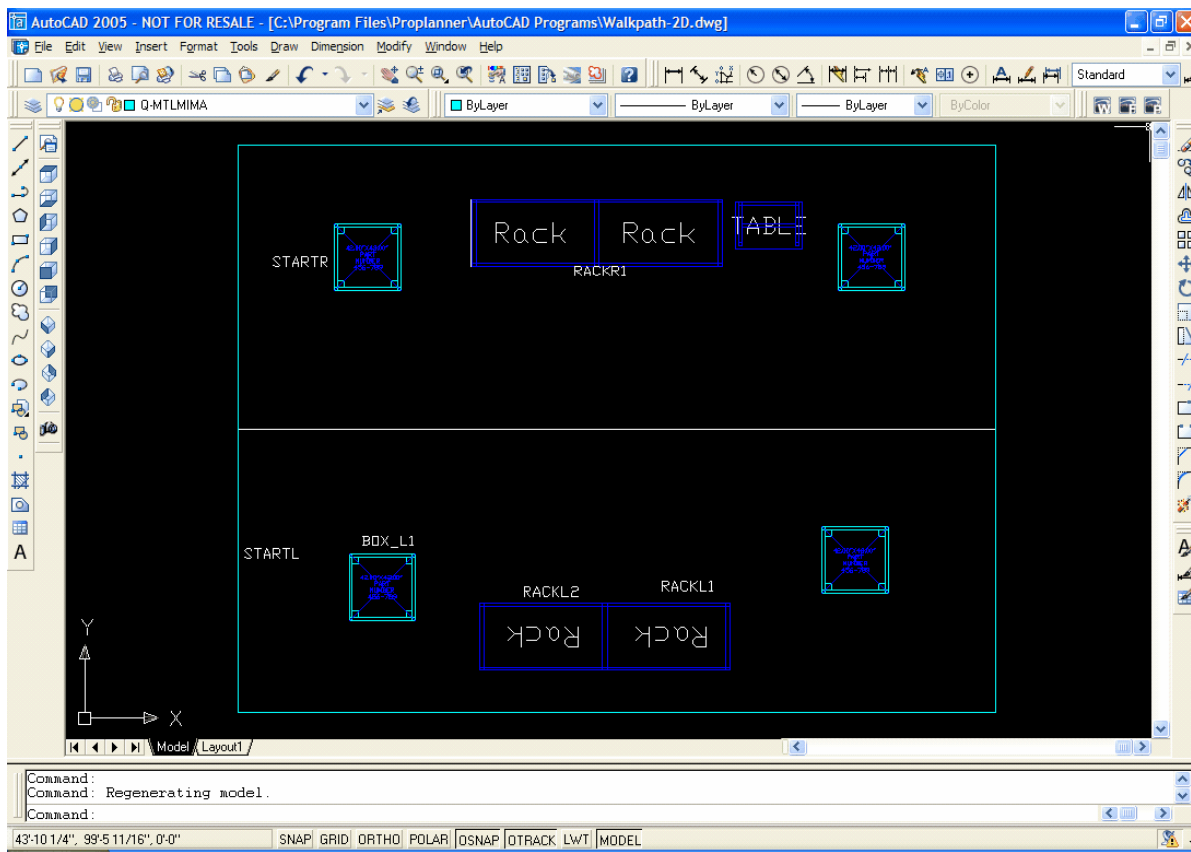 AutoCAD 2005 - NOT FOR RESALE - [C:\Program Files\Proplanner\AutoCAD Programs\Walkpath-2D.dwg]
File Edit View Insert Format Tools Draw Dimension Modify Window Help
Standard
Q-MTLMIMA ByLayer ByLayer ByLayer ByColor
Rack Rack TABLE
STARTR
RACKR1
BOX_L1
STARTL
RACKL2 RACKL1
Rack Rack
Y
X
Model Layout1
Command:
Command: Regenerating model.
Command:
43'-10 1/4", 99'-5 11/16", 0'-0" SNAP GRID ORTHO POLAR OSNAP OTRACK LWT MODEL